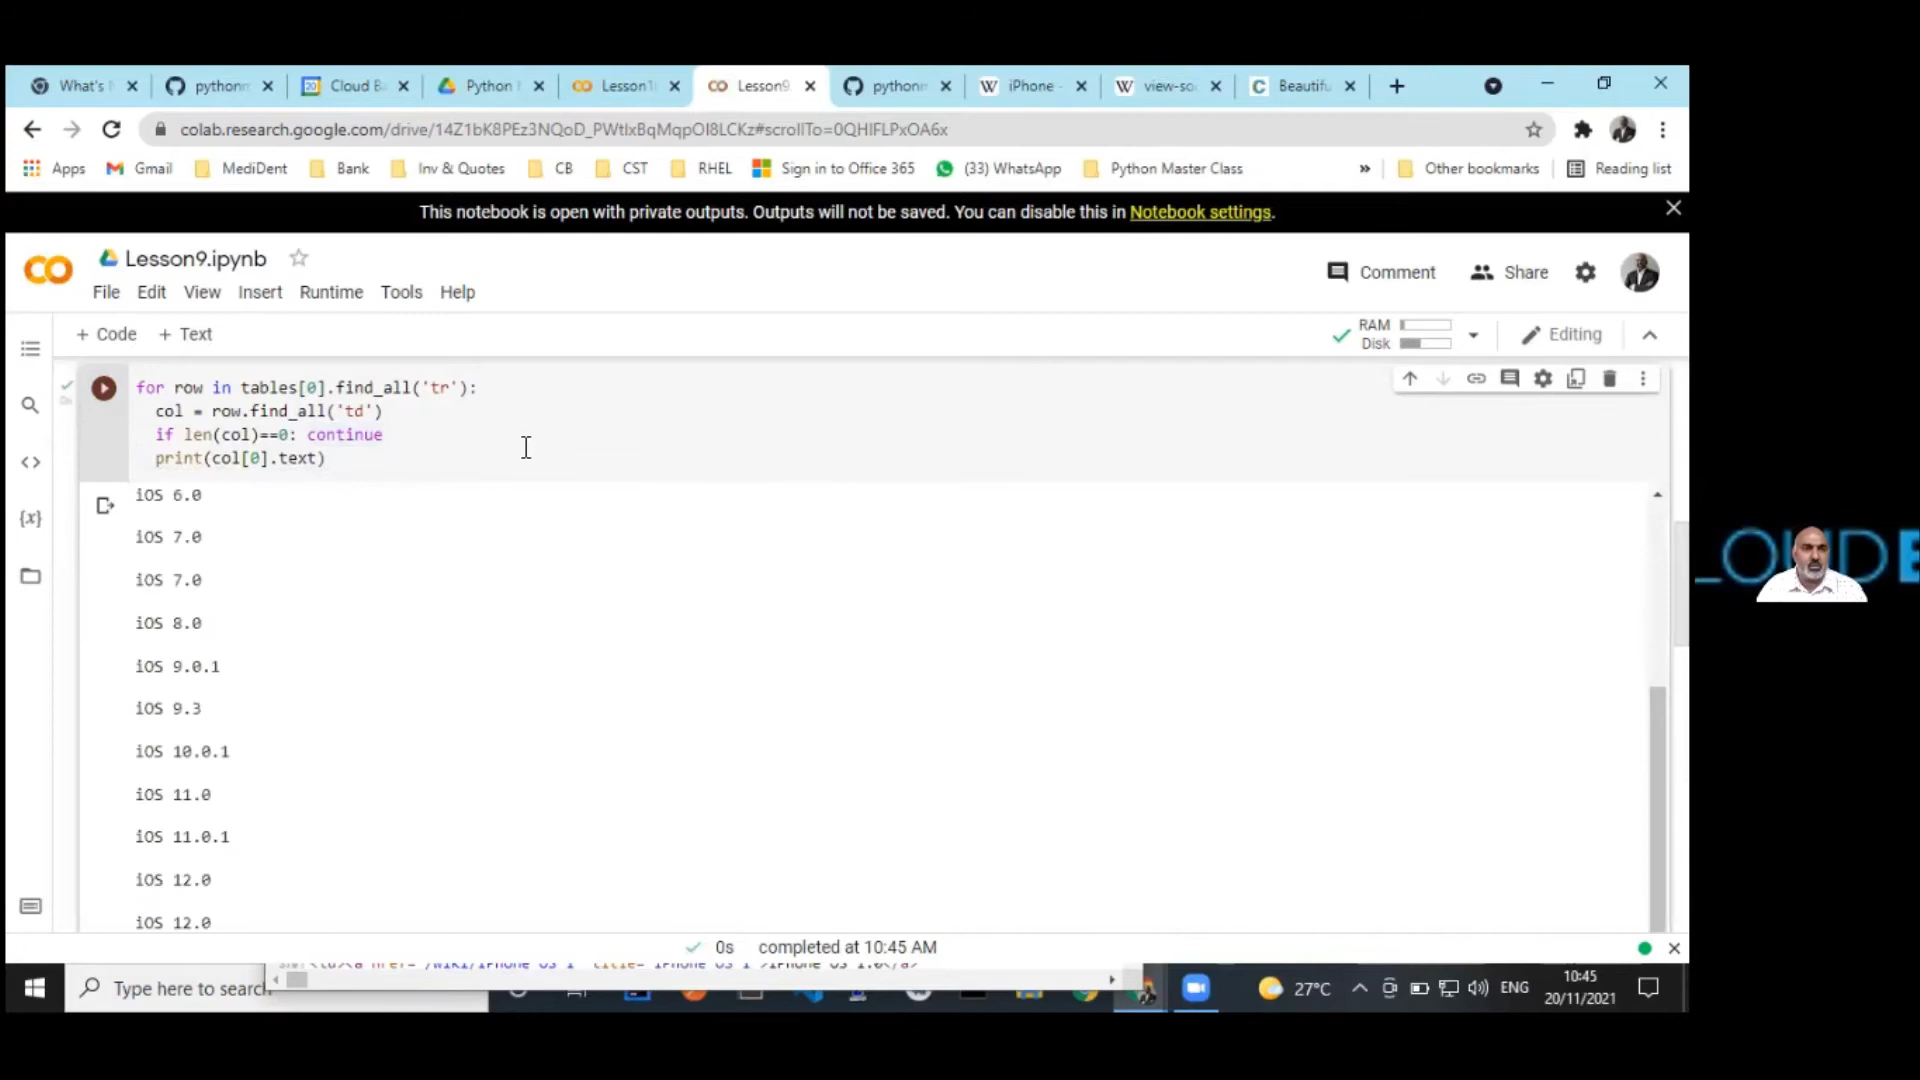 What's
pythonm
Cloud Ba
Python
Lesson1
Lesson9.
python
iPhone -
view-so
Beautifu
colab.research.google.com/drive/14Z1bK8PEz3NQoD_PWtlxBqMqpOl8LCKz#scrollTo=0QHIFLPxOA6x
Apps
Gmail
MediDent
Bank
Inv & Quotes
CB
CST
RHEL
Sign in to Office 365
(33) WhatsApp
Python Master Class
»
Other bookmarks
Reading list
This notebook is open with private outputs. Outputs will not be saved. You can disable this in Notebook settings.
CO
Lesson9.ipynb
Comment
Share
File Edit View Insert Runtime Tools Help
+ Code + Text
RAM
Disk
Editing
for row in tables[0].find_all('tr'):
col = row.find_all('td')
if len(col)==0: continue
print(col[0].text)
0s
{x}
iOS 6.0
iOS 7.0
iOS 7.0
iOS 8.0
iOS 9.0.1
iOS 9.3
iOS 10.0.1
iOS 11.0
iOS 11.0.1
iOS 12.0
iOS 12.0
0s completed at 10:45 AM
Type here to search
27°C
ENG
10:45
20/11/2021
LOUD